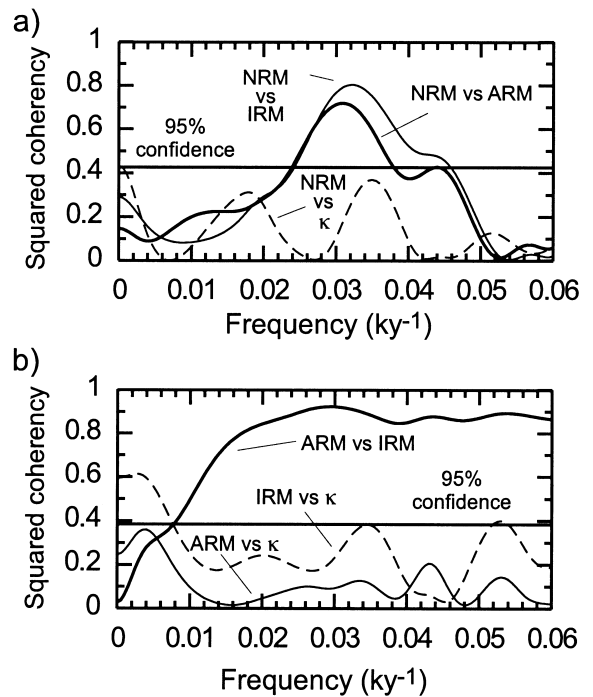 a)
Squared coherency
1
0.8
0.6
0.4
0.2
0
NRM
vs
IRM
NRM vs ARM
95%
confidence
NRM
vs
κ
0 0.01 0.02 0.03 0.04 0.05 0.06
Frequency (ky-1)
b)
Squared coherency
1
0.8
0.6
0.4
0.2
0
ARM vs IRM
95%
confidence
IRM vs κ
ARM vs κ
0 0.01 0.02 0.03 0.04 0.05 0.06
Frequency (ky-1)